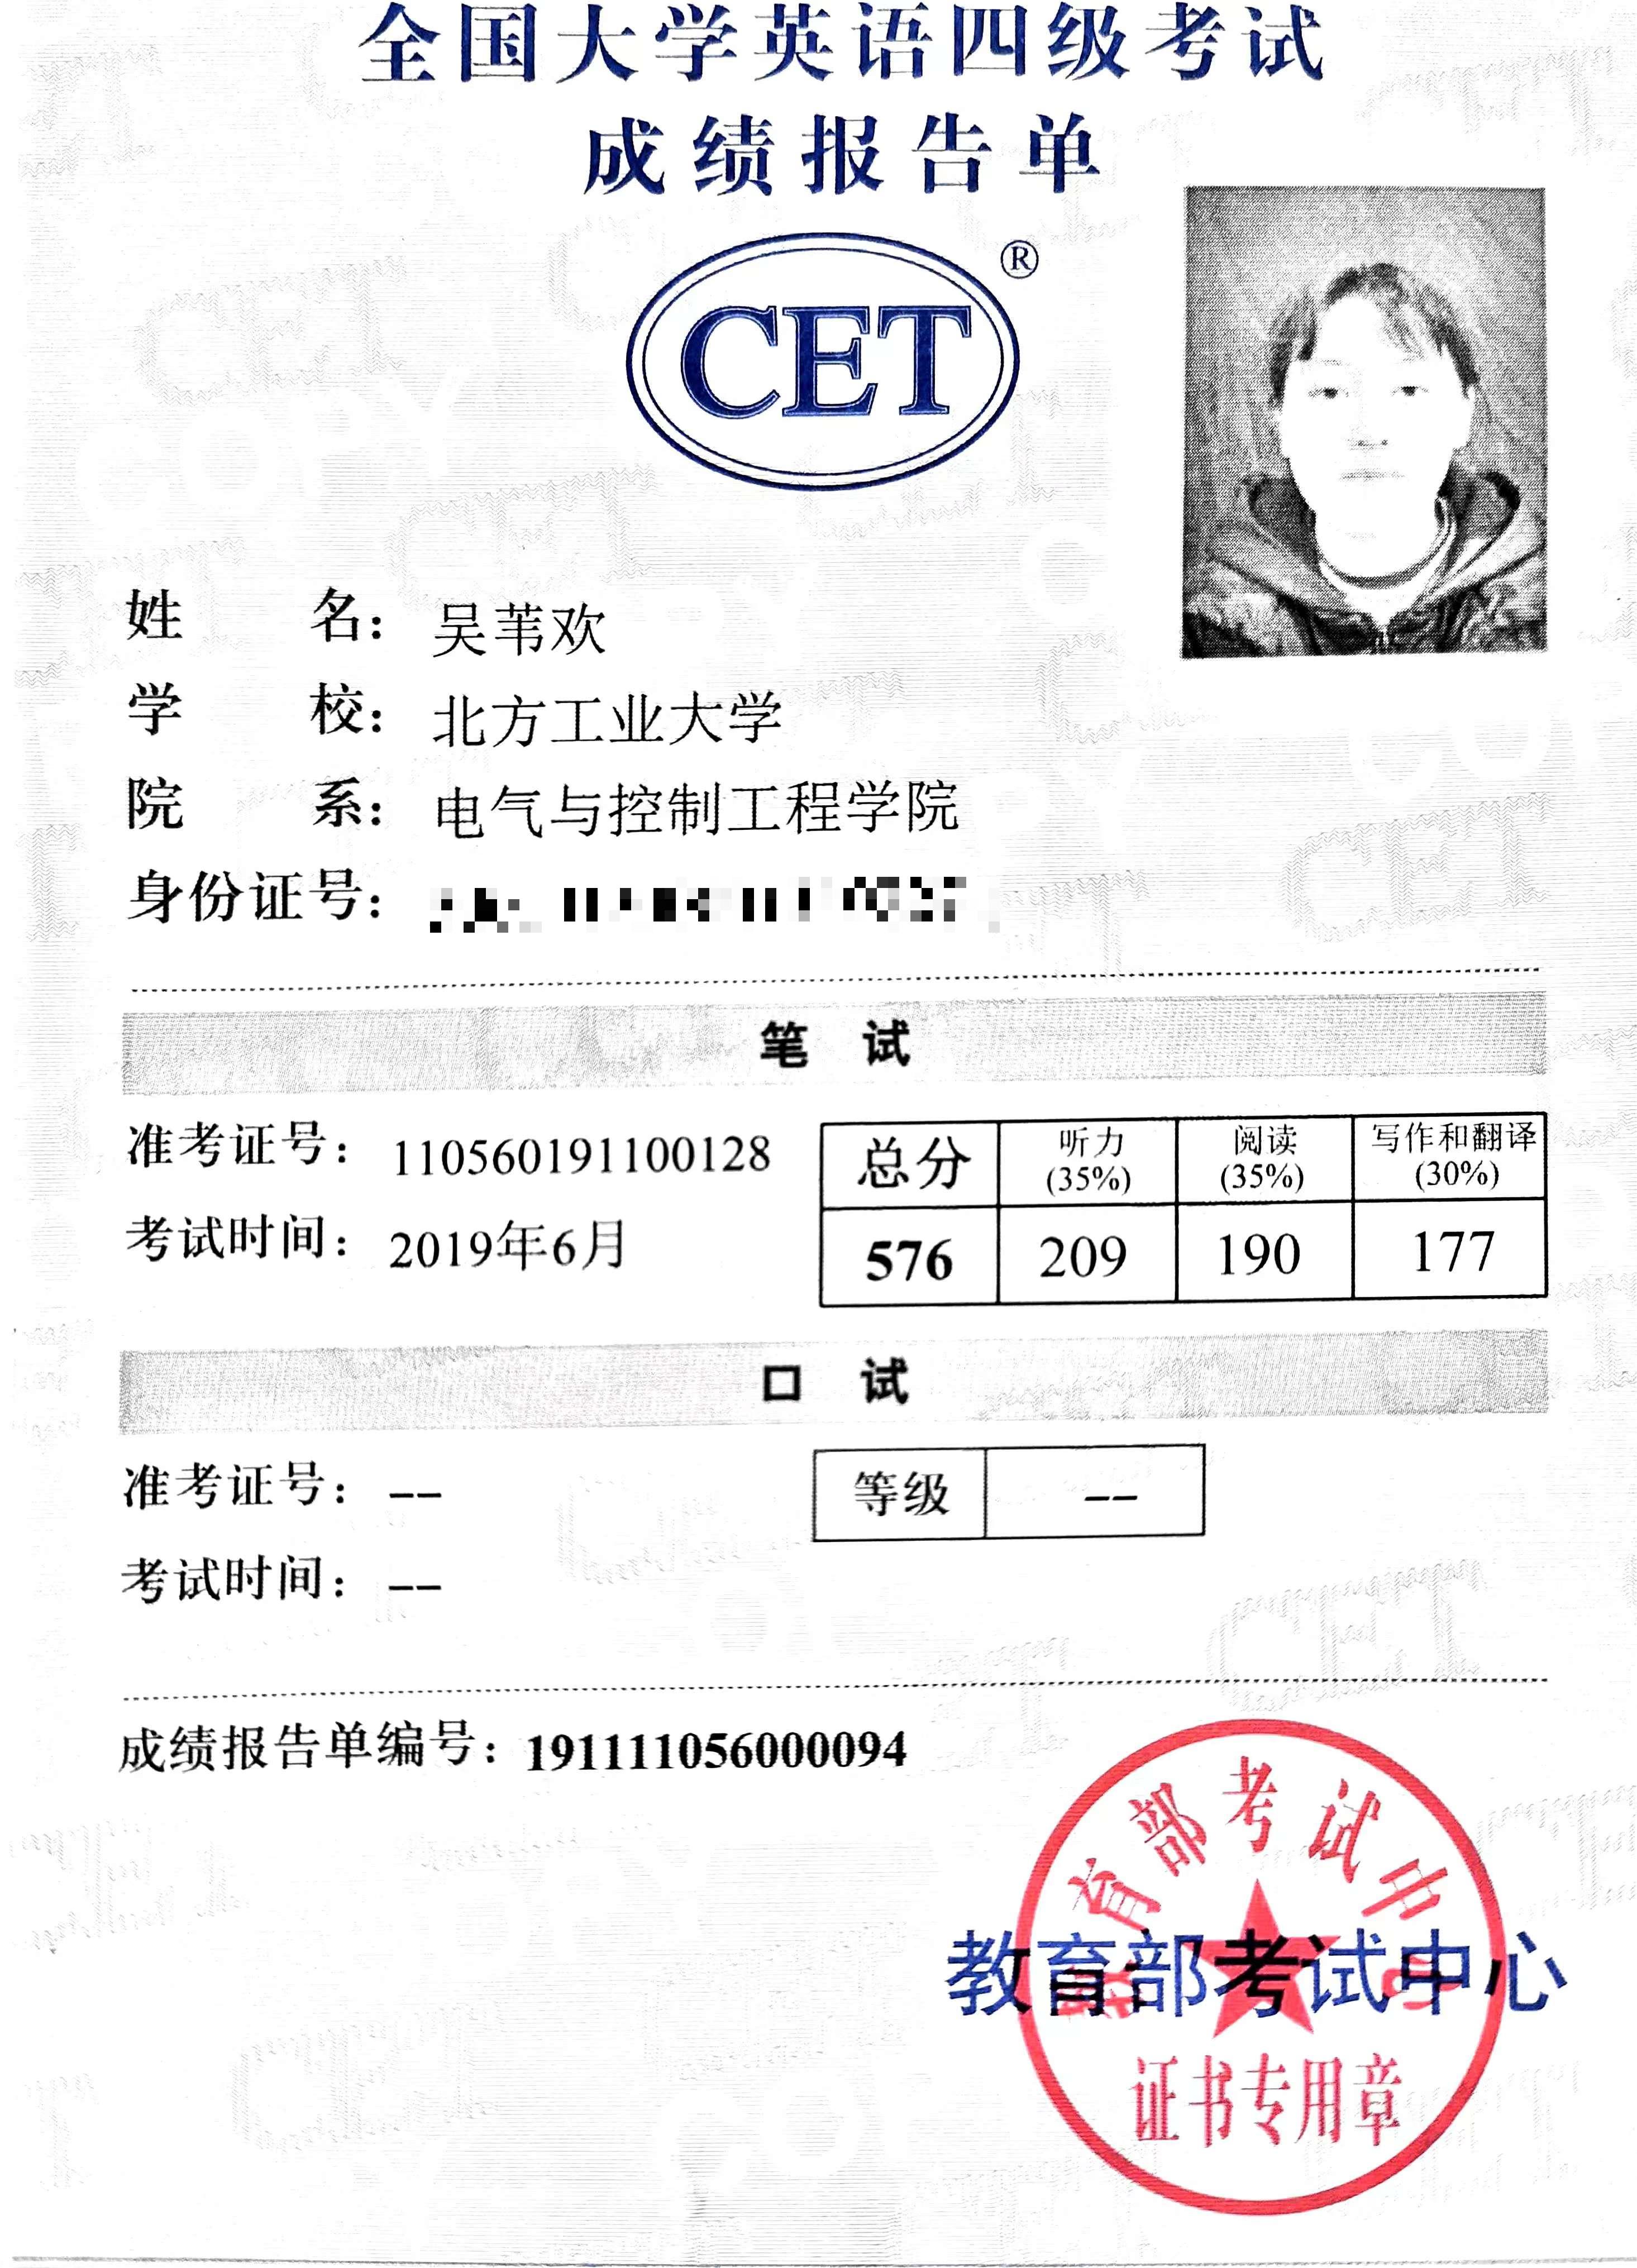 全国大学英语四级考试
成绩报告单
CET®
姓名：吴苇欢
学校：北方工业大学
院系：电气与控制工程学院
身份证号：
笔试
准考证号：110560191100128
考试时间：2019年6月
总分 听力(35%) 阅读(35%) 写作和翻译(30%)
576 209 190 177
口试
准考证号：--
等级 --
考试时间：--
成绩报告单编号：191111056000094
教育部考试中心
教育部考试中心
证书专用章